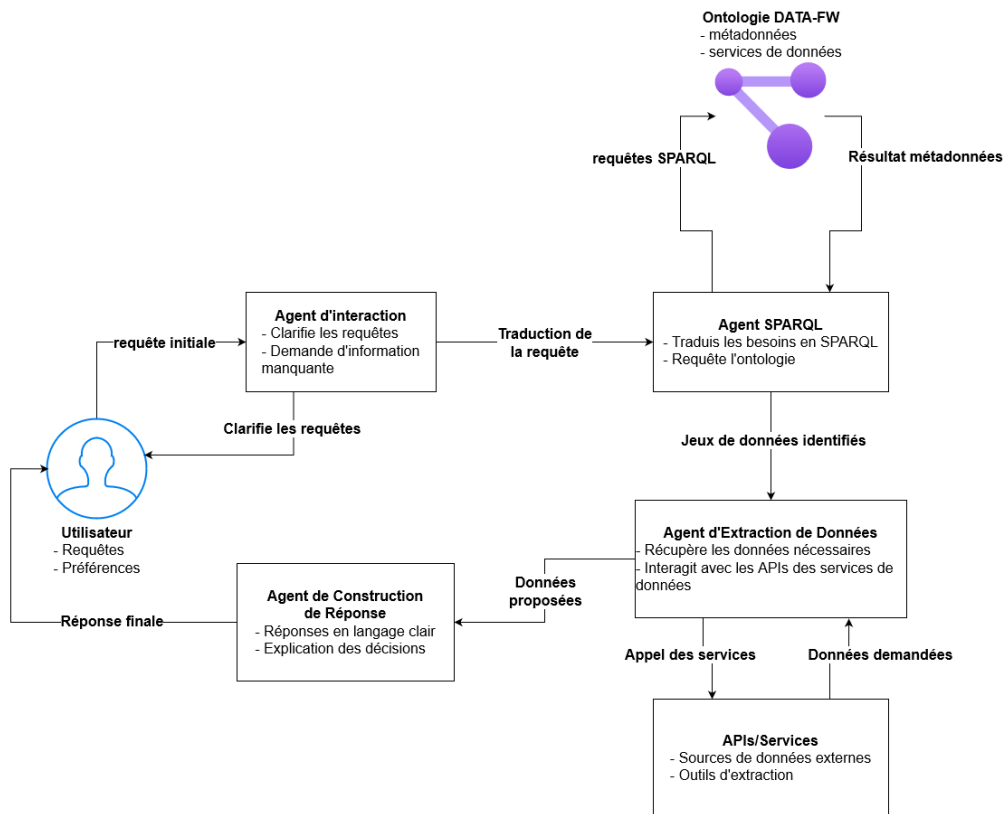 Ontologie DATA-FW
- métadonnées
- services de données
requêtes SPARQL
Résultat métadonnées
Agent d'interaction
- Clarifie les requêtes
- Demande d'information
manquante
requête initiale
Traduction de
la requête
Agent SPARQL
- Traduis les besoins en SPARQL
- Requête l'ontologie
Clarifie les requêtes
Jeux de données identifiés
Utilisateur
- Requêtes
- Préférences
Agent d'Extraction de Données
- Récupère les données nécessaires
- Interagit avec les APIs des services de
données
Données
proposées
Agent de Construction
de Réponse
- Réponses en langage clair
- Explication des décisions
Réponse finale
Appel des services
Données demandées
APIs/Services
- Sources de données externes
- Outils d'extraction